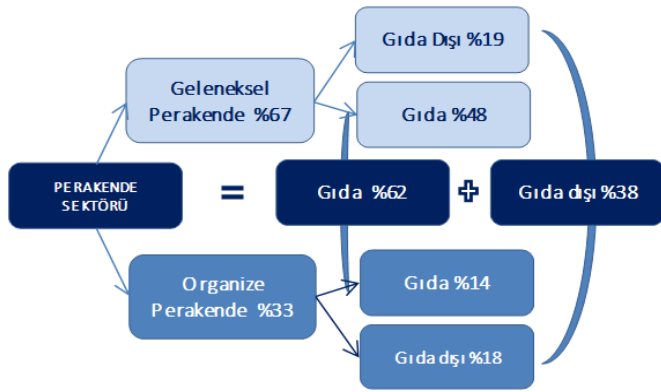 Gıda Dışı %19
Geleneksel
Perakende %67
Gıda %48
PERAKENDE
SEKTÖRÜ
=
Gıda %62
+
Gıda dışı %38
Organize
Perakende %33
Gıda %14
Gıda dışı %18